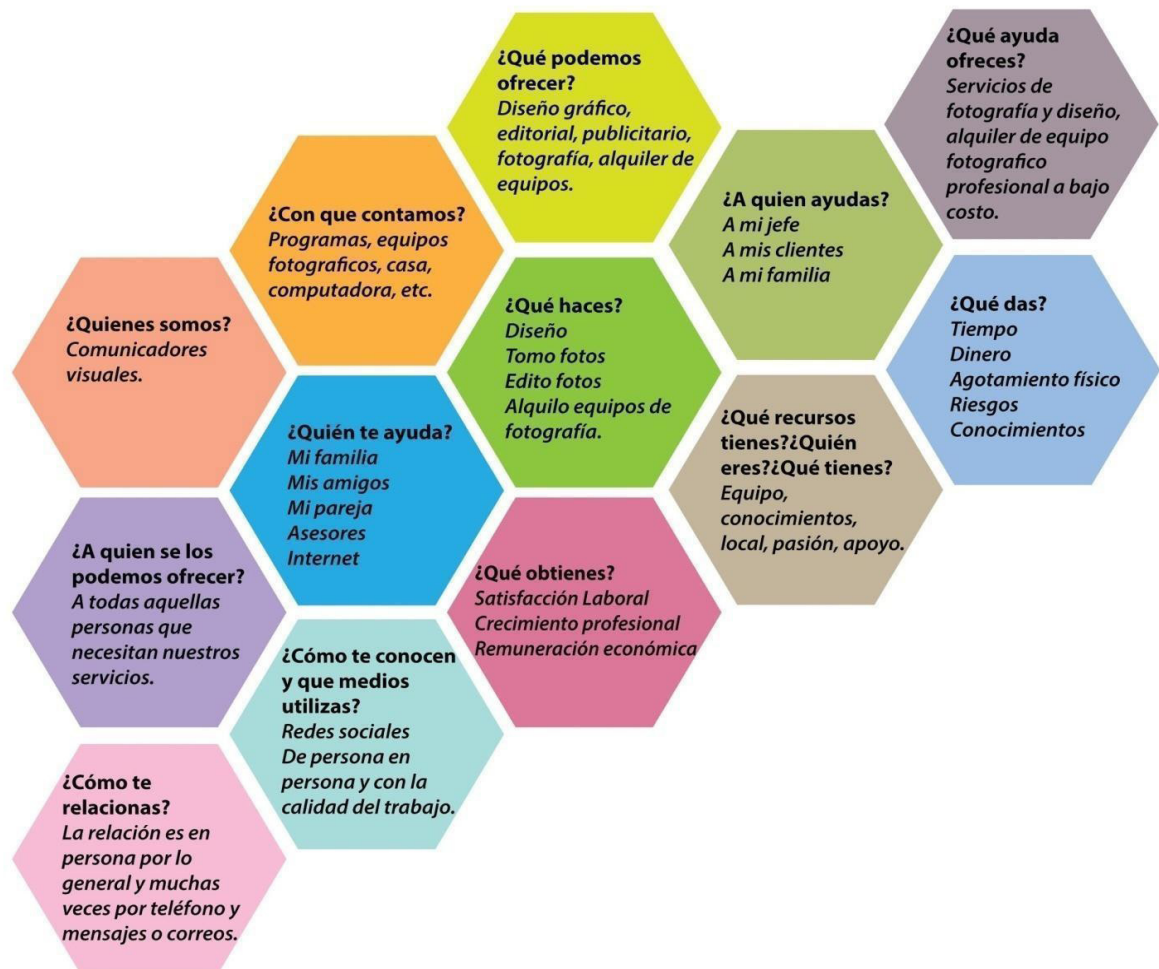 ¿Qué podemos
ofrecer?
Diseño gráfico,
editorial, publicitario,
fotografía, alquiler de
equipos.
¿Qué ayuda
ofreces?
Servicios de
fotografía y diseño,
alquiler de equipo
fotografico
profesional a bajo
costo.
¿Con que contamos?
Programas, equipos
fotograficos, casa,
computadora, etc.
¿A quien ayudas?
A mi jefe
A mis clientes
A mi familia
¿Quienes somos?
Comunicadores
visuales.
¿Qué haces?
Diseño
Tomo fotos
Edito fotos
Alquilo equipos de
fotografía.
¿Qué das?
Tiempo
Dinero
Agotamiento físico
Riesgos
Conocimientos
¿Quién te ayuda?
Mi familia
Mis amigos
Mi pareja
Asesores
Internet
¿Qué recursos
tienes?¿Quién
eres?¿Qué tienes?
Equipo,
conocimientos,
local, pasión, apoyo.
¿A quien se los
podemos ofrecer?
A todas aquellas
personas que
necesitan nuestros
servicios.
¿Qué obtienes?
Satisfacción Laboral
Crecimiento profesional
Remuneración económica
¿Cómo te conocen
y que medios
utilizas?
Redes sociales
De persona en
persona y con la
calidad del trabajo.
¿Cómo te
relacionas?
La relación es en
persona por lo
general y muchas
veces por teléfono y
mensajes o correos.